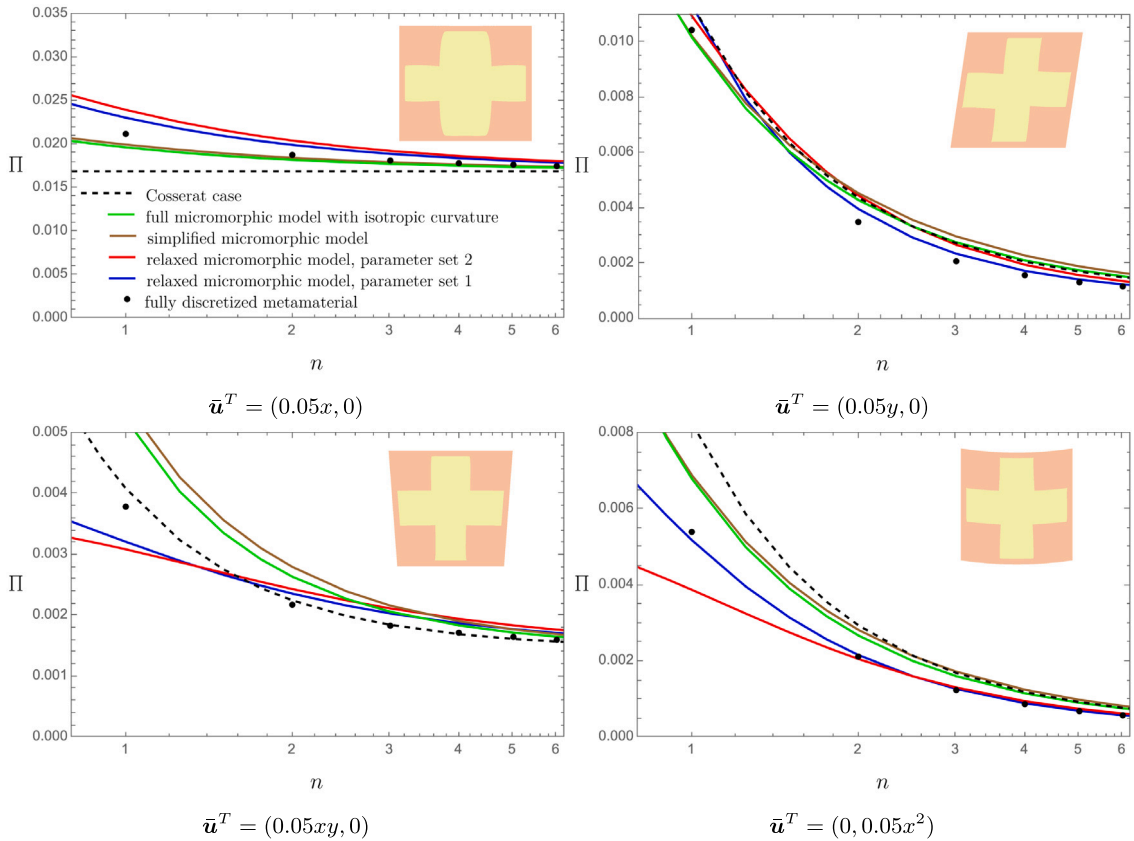 0.035
0.030
0.025
0.020
0.015
0.010
0.005
0.000
Π
Cosserat case
full micromorphic model with isotropic curvature
simplified micromorphic model
relaxed micromorphic model, parameter set 2
relaxed micromorphic model, parameter set 1
fully discretized metamaterial
1 2 3 4 5 6
n
ūᵀ = (0.05x, 0)
0.010
0.008
0.006
0.004
0.002
0.000
Π
1 2 3 4 5 6
n
ūᵀ = (0.05y, 0)
0.005
0.004
0.003
0.002
0.001
0.000
Π
1 2 3 4 5 6
n
ūᵀ = (0.05xy, 0)
0.008
0.006
0.004
0.002
0.000
Π
1 2 3 4 5 6
n
ūᵀ = (0, 0.05x²)